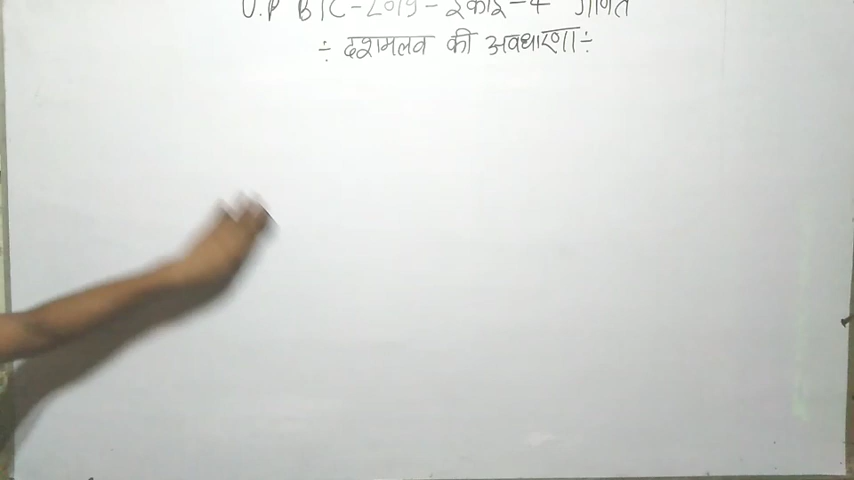 U.P BTC-2019-इकाई-4 गणित
÷ दशमलव की अवधारणा ÷